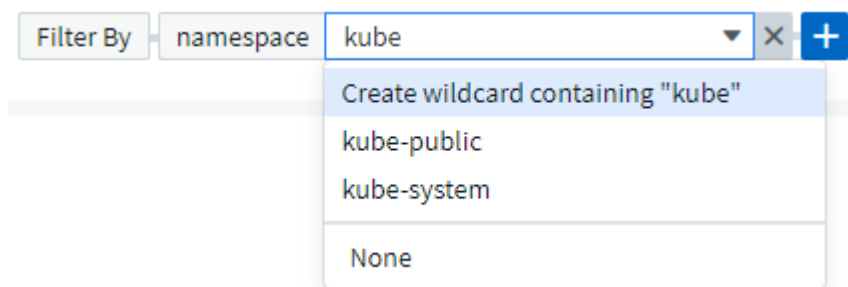 Filter By namespace kube
Create wildcard containing "kube"
kube-public
kube-system
None